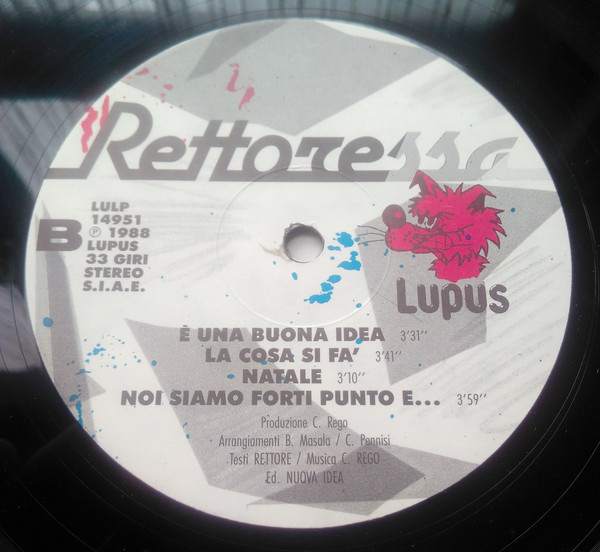 Rettoressa
LULP
14951
℗ 1988
LUPUS
33 GIRI
STEREO
S.I.A.E.
B
Lupus
È UNA BUONA IDEA 3'31''
LA COSA SI FA' 3'41''
NATALE 3'10''
NOI SIAMO FORTI PUNTO E... 3'59''
Produzione C. Rego
Arrangiamenti B. Masala / C. Pennisi
Testi RETTORE / Musica C. REGO
Ed. NUOVA IDEA